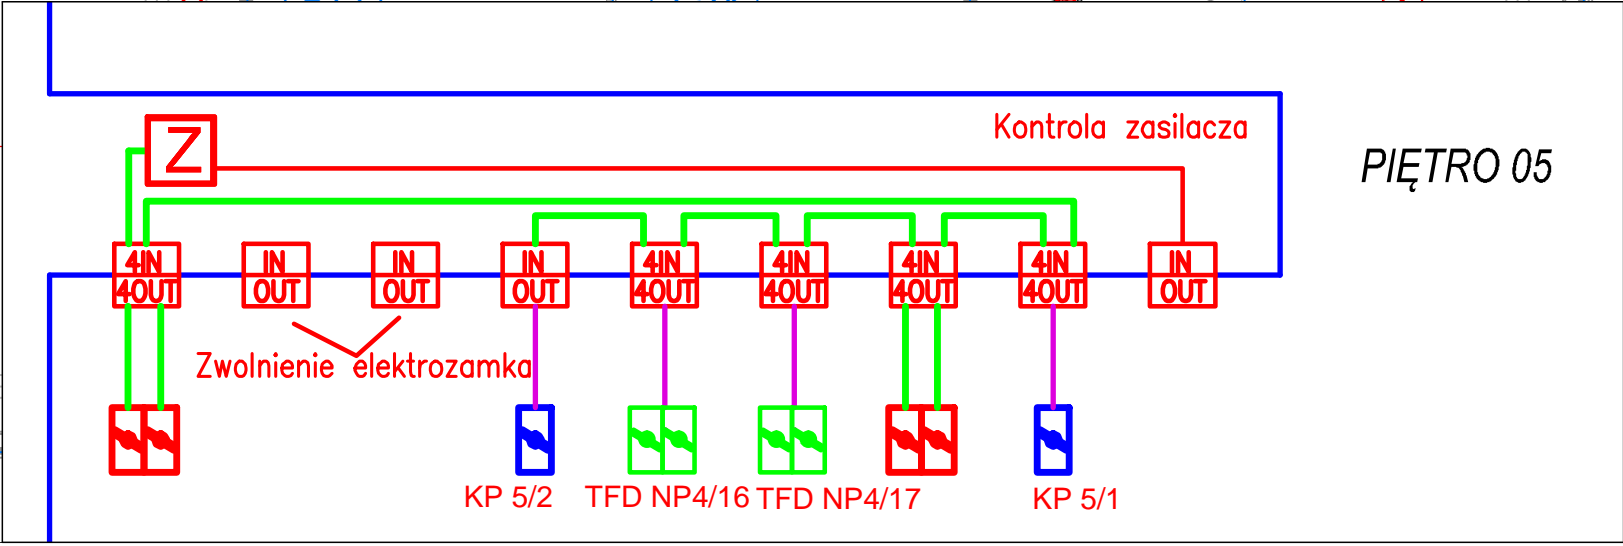 Kontrola zasilacza
Z
PIĘTRO 05
4IN IN IN IN 4IN 4IN 4IN 4IN IN
4OUT OUT OUT OUT 4OUT 4OUT 4OUT 4OUT OUT
Zwolnienie elektrozamka
KP 5/2 TFD NP4/16 TFD NP4/17 KP 5/1